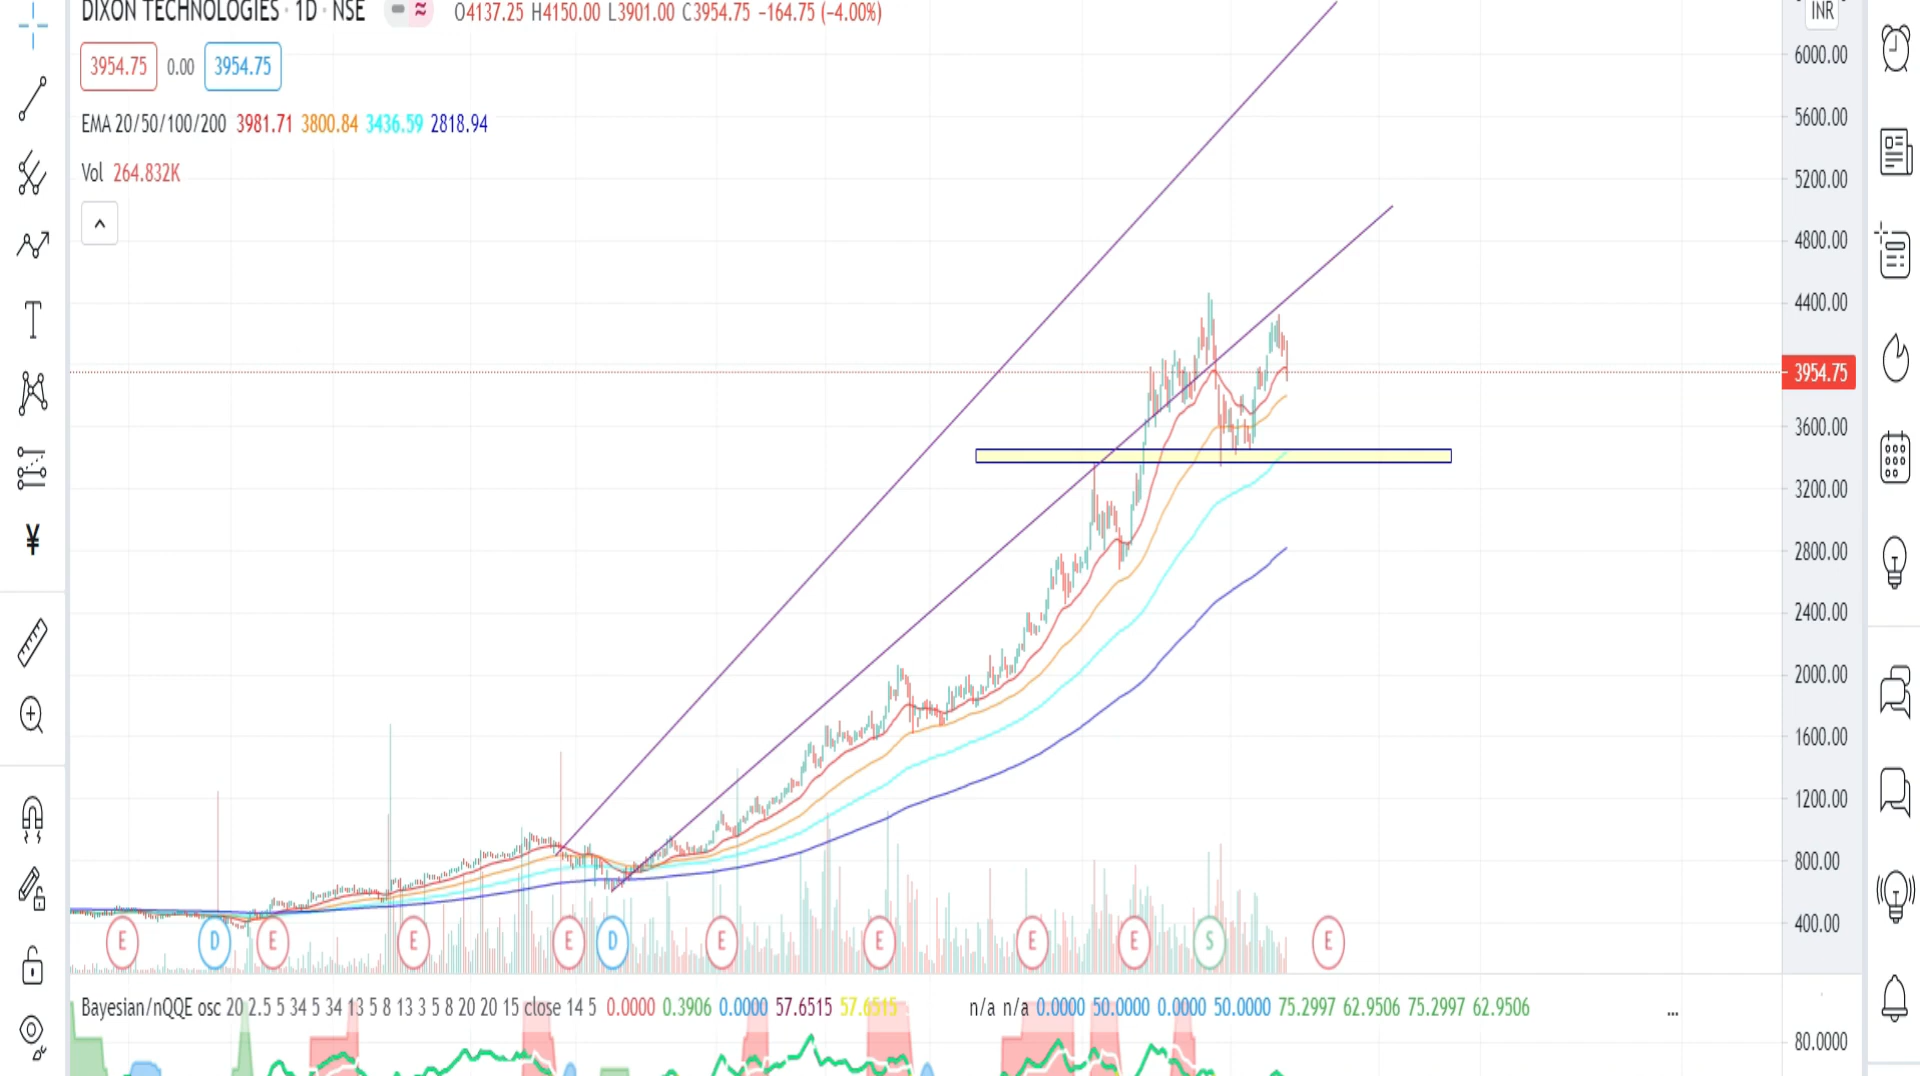 DIXON TECHNOLOGIES · 1D · NSE O4137.25 H4150.00 L3901.00 C3954.75 −164.75 (−4.00%)
INR
3954.75 0.00 3954.75
EMA 20/50/100/200 3981.71 3800.84 3436.59 2818.94
Vol 264.832K
6000.00
5600.00
5200.00
4800.00
4400.00
3954.75
3600.00
3200.00
2800.00
2400.00
2000.00
1600.00
1200.00
800.00
400.00
E D E E E D E E E E S E
Bayesian/nQQE osc 20 2.5 5 34 5 34 13 5 8 13 3 5 8 20 20 15 close 14 5 0.0000 0.3906 0.0000 57.6515 57.6515 n/a n/a 0.0000 50.0000 0.0000 50.0000 75.2997 62.9506 75.2997 62.9506 ...
80.0000